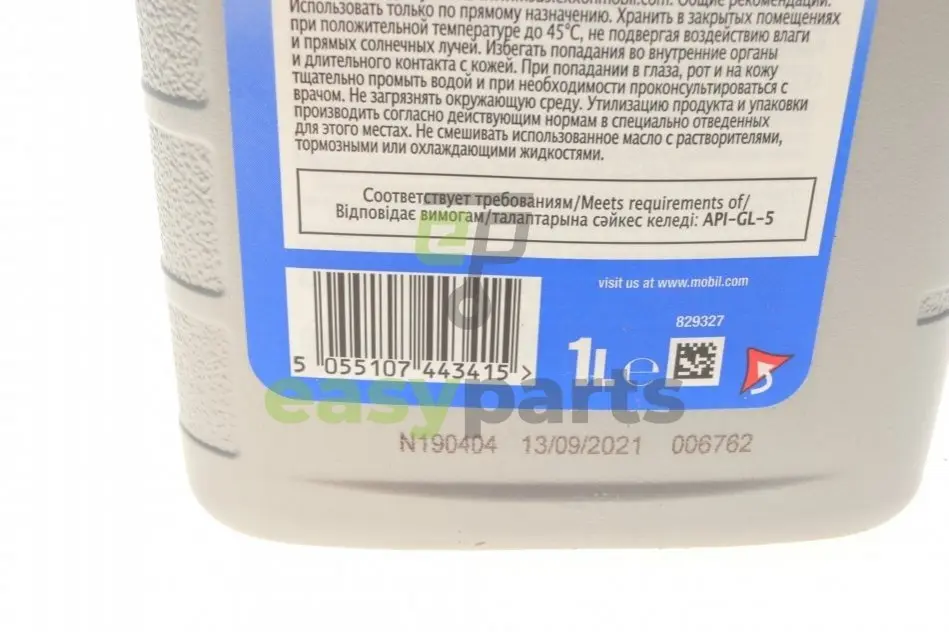 Общие рекомендации.
Использовать только по прямому назначению. Хранить в закрытых помещениях
при положительной температуре до 45°C, не подвергая воздействию влаги
и прямых солнечных лучей. Избегать попадания во внутренние органы
и длительного контакта с кожей. При попадании в глаза, рот и на кожу
тщательно промыть водой и при необходимости проконсультироваться с
врачом. Не загрязнять окружающую среду. Утилизацию продукта и упаковки
производить согласно действующим нормам в специально отведенных
для этого местах. Не смешивать использованное масло с растворителями,
тормозными или охлаждающими жидкостями.
Соответствует требованиям/Meets requirements of/
Відповідає вимогам/талаптарына сәйкес келеді: API-GL-5
ep
visit us at www.mobil.com
829327
5 055107 443415 >
1L e
easyparts
N190404 13/09/2021 006762